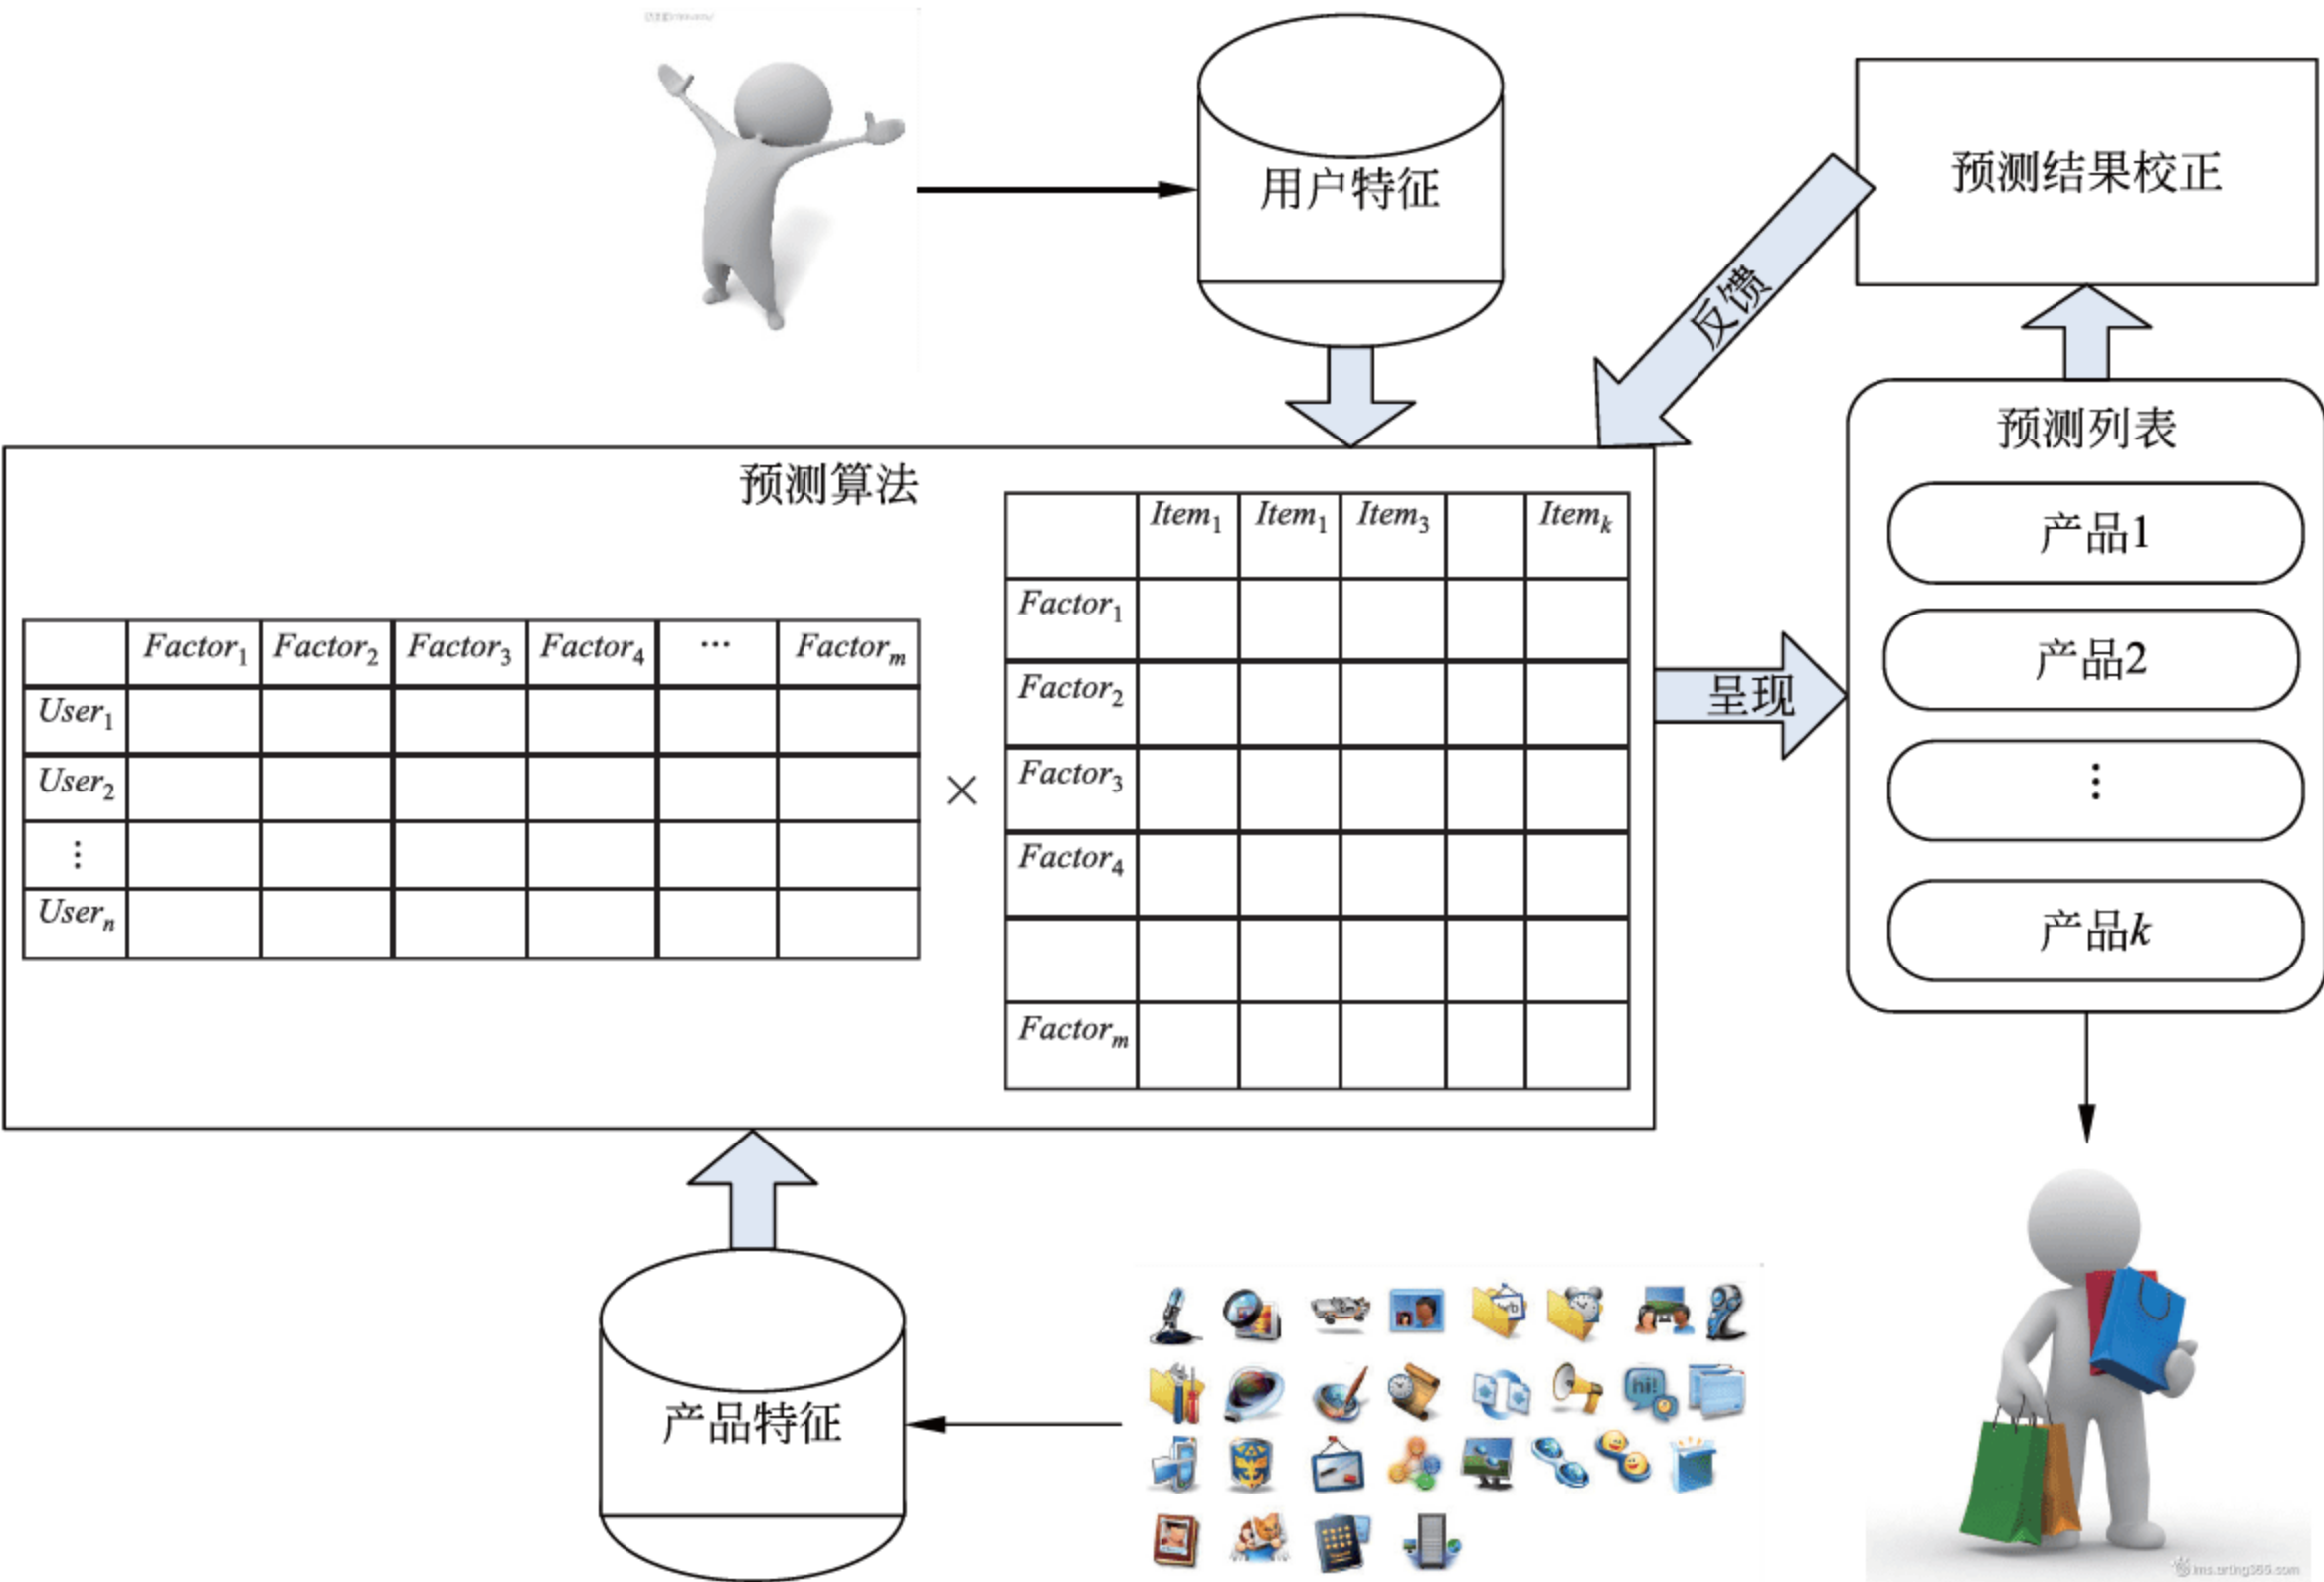 用户特征
预测结果校正
反馈
预测算法
预测列表
Item1 Item1 Item3 Itemk
产品1
Factor1
Factor1 Factor2 Factor3 Factor4 ··· Factorm
产品2
Factor2
呈现
User1
Factor3
User2
×
⋮
Factor4
⋮
Usern
产品k
Factorm
产品特征
hi!